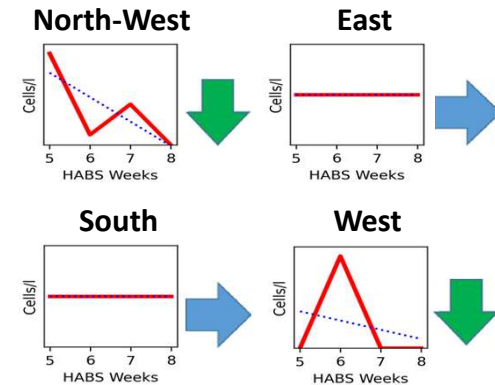 North-West
Cells/l
5 6 7 8
HABS Weeks
East
Cells/l
5 6 7 8
HABS Weeks
South
Cells/l
5 6 7 8
HABS Weeks
West
Cells/l
5 6 7 8
HABS Weeks